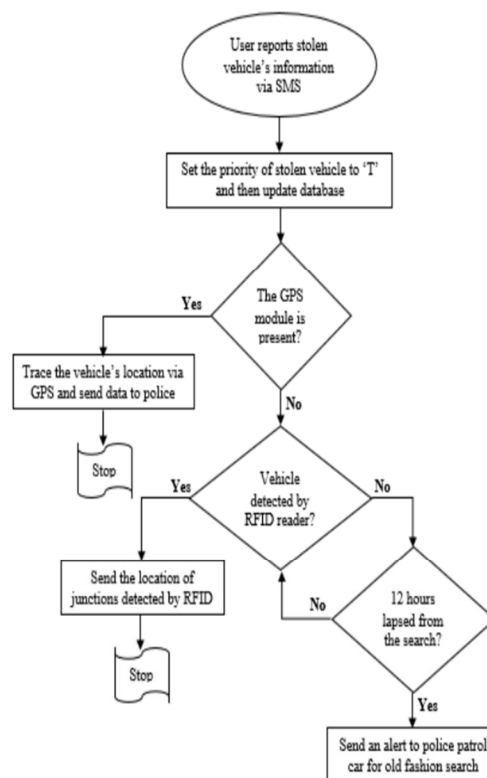 User reports stolen
vehicle's information
via SMS
Set the priority of stolen vehicle to 'T'
and then update database
Yes
The GPS
module is
present?
Trace the vehicle's location via
GPS and send data to police
No
Stop
Yes
Vehicle
detected by
RFID reader?
No
Send the location of
junctions detected by RFID
No
12 hours
lapsed from
the search?
Stop
Yes
Send an alert to police patrol
car for old fashion search